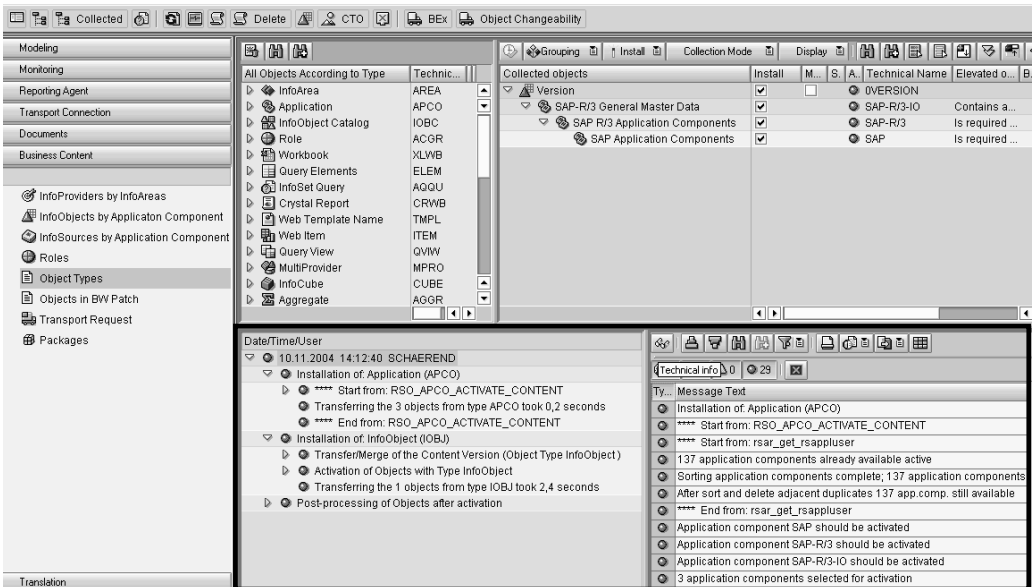 Collected Delete CTO BEx Object Changeability
Modeling
Monitoring
Reporting Agent
Transport Connection
Documents
Business Content
InfoProviders by InfoAreas
InfoObjects by Applicaton Component
InfoSources by Application Component
Roles
Object Types
Objects in BW Patch
Transport Request
Packages
Translation
All Objects According to Type Technic...
InfoArea AREA
Application APCO
InfoObject Catalog IOBC
Role ACGR
Workbook XLWB
Query Elements ELEM
InfoSet Query AQQU
Crystal Report CRWB
Web Template Name TMPL
Web Item ITEM
Query View QVIW
MultiProvider MPRO
InfoCube CUBE
Aggregate AGGR
Grouping Install Collection Mode Display
Collected objects Install M... S. A.. Technical Name Elevated o... B.
Version 0VERSION
SAP-R/3 General Master Data SAP-R/3-IO Contains a...
SAP R/3 Application Components SAP-R/3 Is required ...
SAP Application Components SAP Is required ...
Date/Time/User
10.11.2004 14:12:40 SCHAEREND
Installation of: Application (APCO)
**** Start from: RSO_APCO_ACTIVATE_CONTENT
Transferring the 3 objects from type APCO took 0,2 seconds
**** End from: RSO_APCO_ACTIVATE_CONTENT
Installation of: InfoObject (IOBJ)
Transfer/Merge of the Content Version (Object Type InfoObject)
Activation of Objects with Type InfoObject
Transferring the 1 objects from type IOBJ took 2,4 seconds
Post-processing of Objects after activation
Technical info 0 29
Ty... Message Text
Installation of: Application (APCO)
**** Start from: RSO_APCO_ACTIVATE_CONTENT
**** Start from: rsar_get_rsappluser
137 application components already available active
Sorting application components complete; 137 application components
After sort and delete adjacent duplicates 137 app.comp. still available
**** End from: rsar_get_rsappluser
Application component SAP should be activated
Application component SAP-R/3 should be activated
Application component SAP-R/3-IO should be activated
3 application components selected for activation